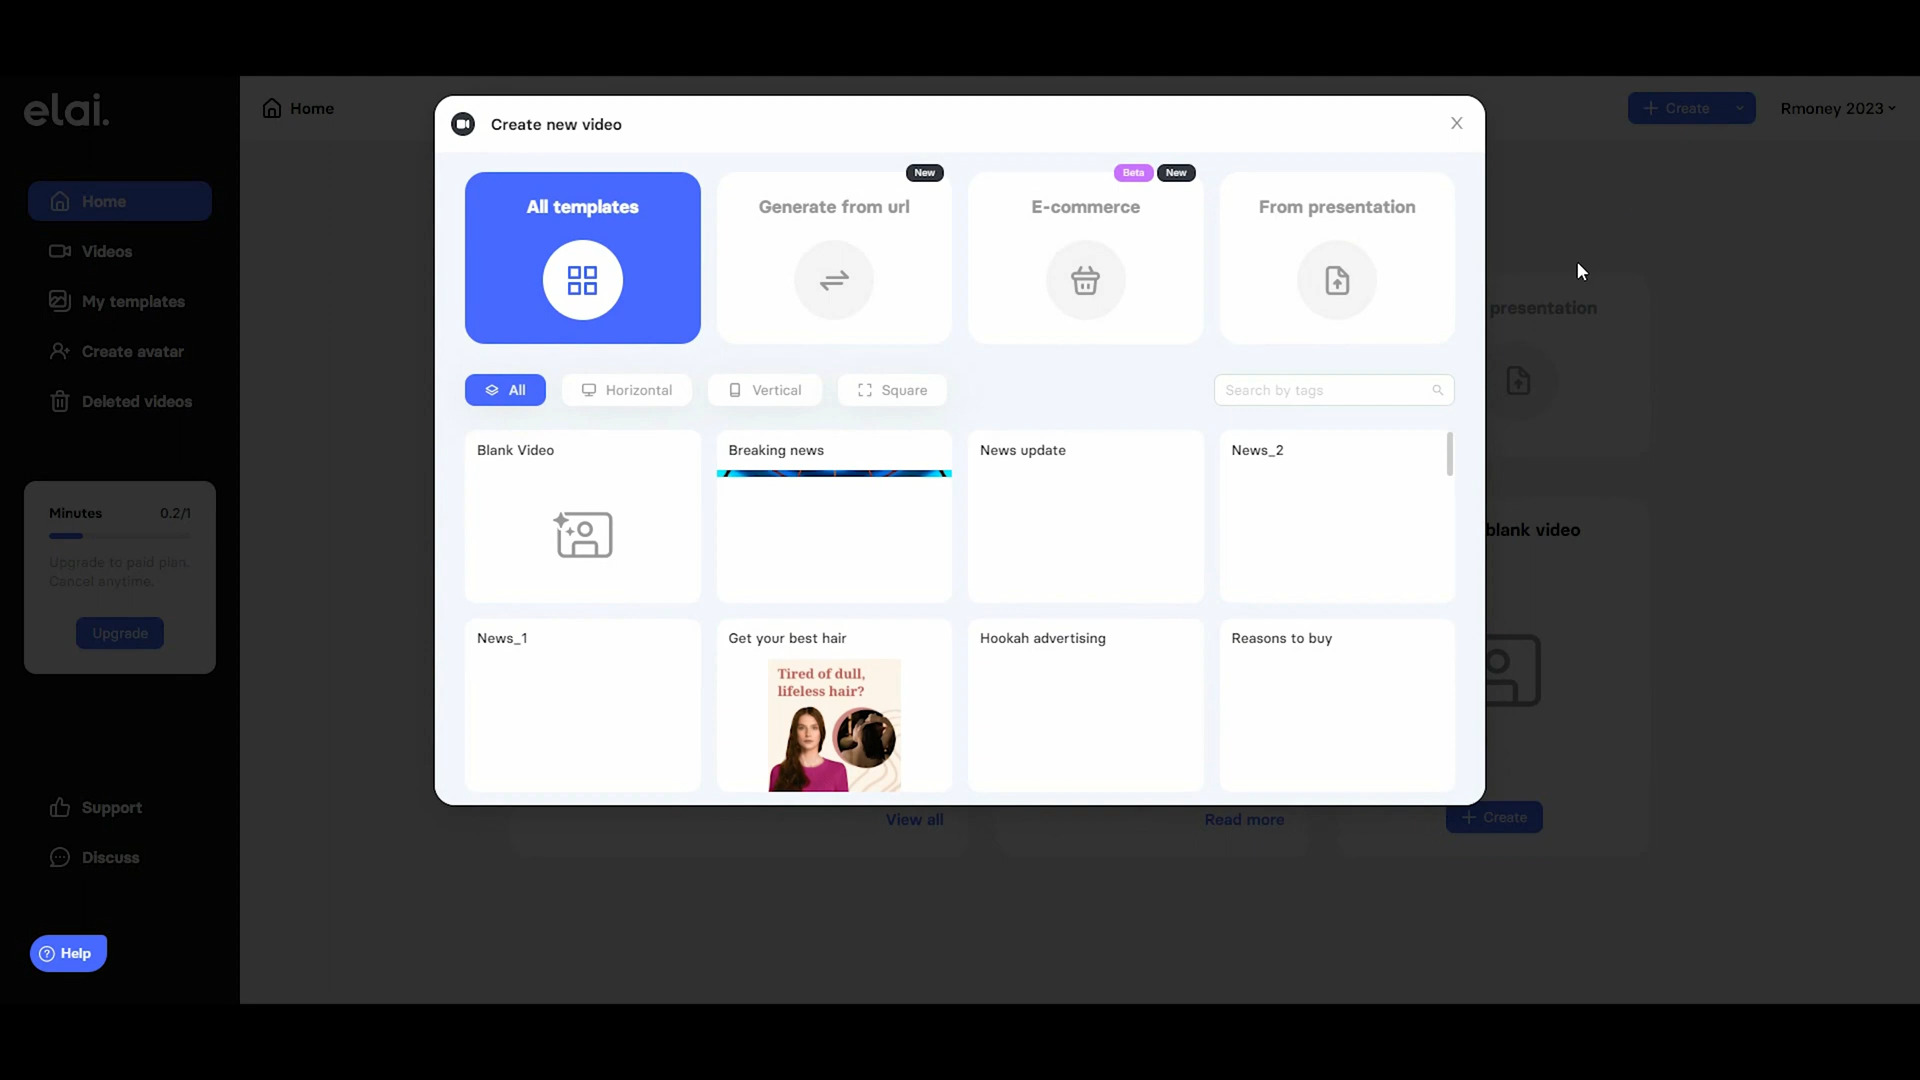 elai.
Home
Videos
My templates
Create avatar
Deleted videos
Minutes 0.2/1
Upgrade to paid plan.
Cancel anytime.
Upgrade
Support
Discuss
Help
Home
Create
Rmoney 2023
Create new video
All templates
New
Generate from url
Beta New
E-commerce
From presentation
All
Horizontal
Vertical
Square
Search by tags
Blank Video
Breaking news
News update
News_2
News_1
Get your best hair
Tired of dull,
lifeless hair?
Hookah advertising
Reasons to buy
presentation
blank video
View all
Read more
Create